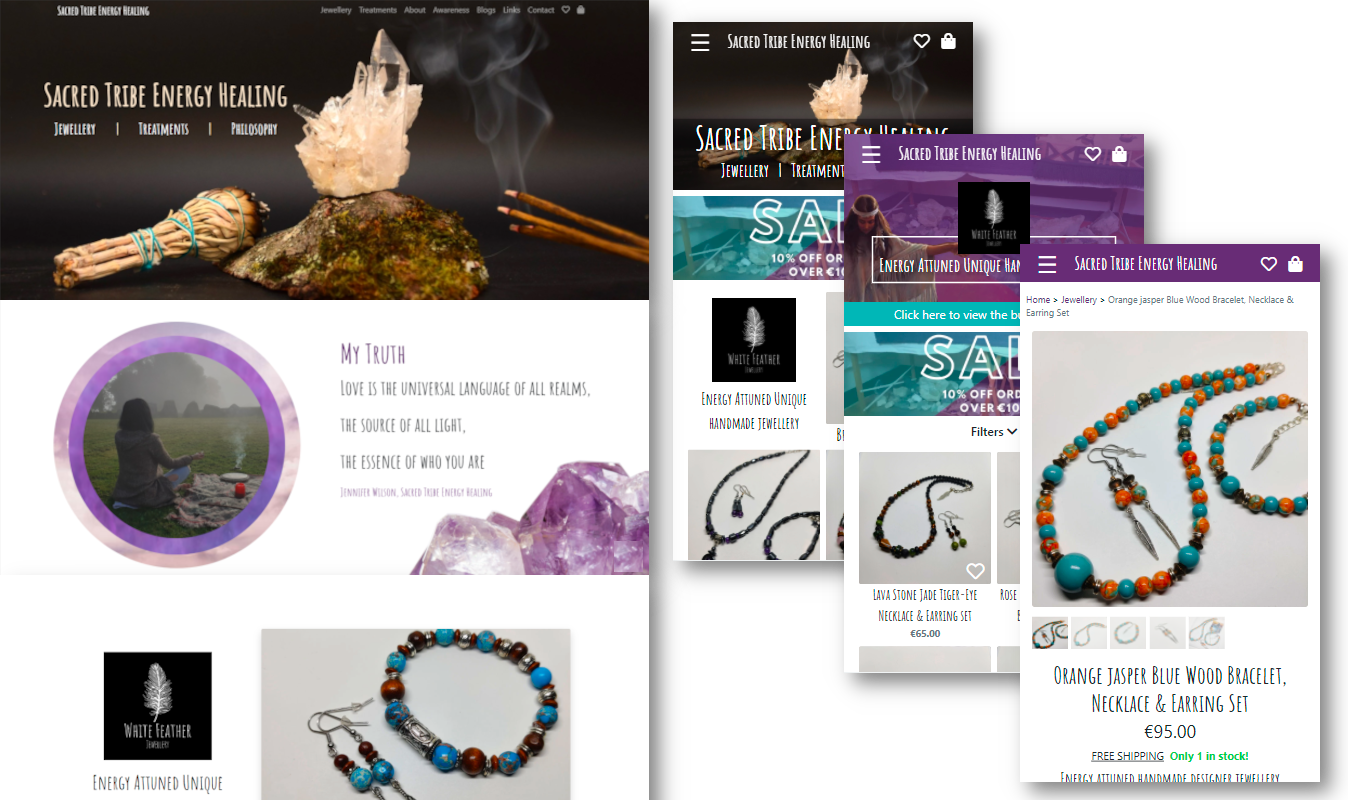 Sacred Tribe Energy Healing
Jewellery Treatments About Awareness Blogs Links Contact
Sacred Tribe Energy Healing
Jewellery | Treatments | Philosophy
My Truth
Love is the universal language of all realms,
the source of all light,
the essence of who you are
Jennifer Wilson, Sacred Tribe Energy Healing
White Feather
Jewellery
Energy Attuned Unique
Sacred Tribe Energy Healing
Sacred Tribe Energy Healing
Jewellery | Treatment
SAL
10% OFF OR
OVER €10
White Feather
Jewellery
Energy Attuned Unique
handmade jewellery
Sacred Tribe Energy Healing
White Feather
Jewellery
Energy Attuned Unique Han
Click here to view the bu
SAL
10% OFF ORD
OVER €10
Filters
Lava Stone Jade Tiger-Eye
Necklace & Earring set
€65.00
Rose
Sacred Tribe Energy Healing
Home > Jewellery > Orange jasper Blue Wood Bracelet, Necklace &
Earring Set
Orange jasper Blue Wood Bracelet,
Necklace & Earring Set
€95.00
FREE SHIPPING Only 1 in stock!
Energy attuned handmade designer jewellery